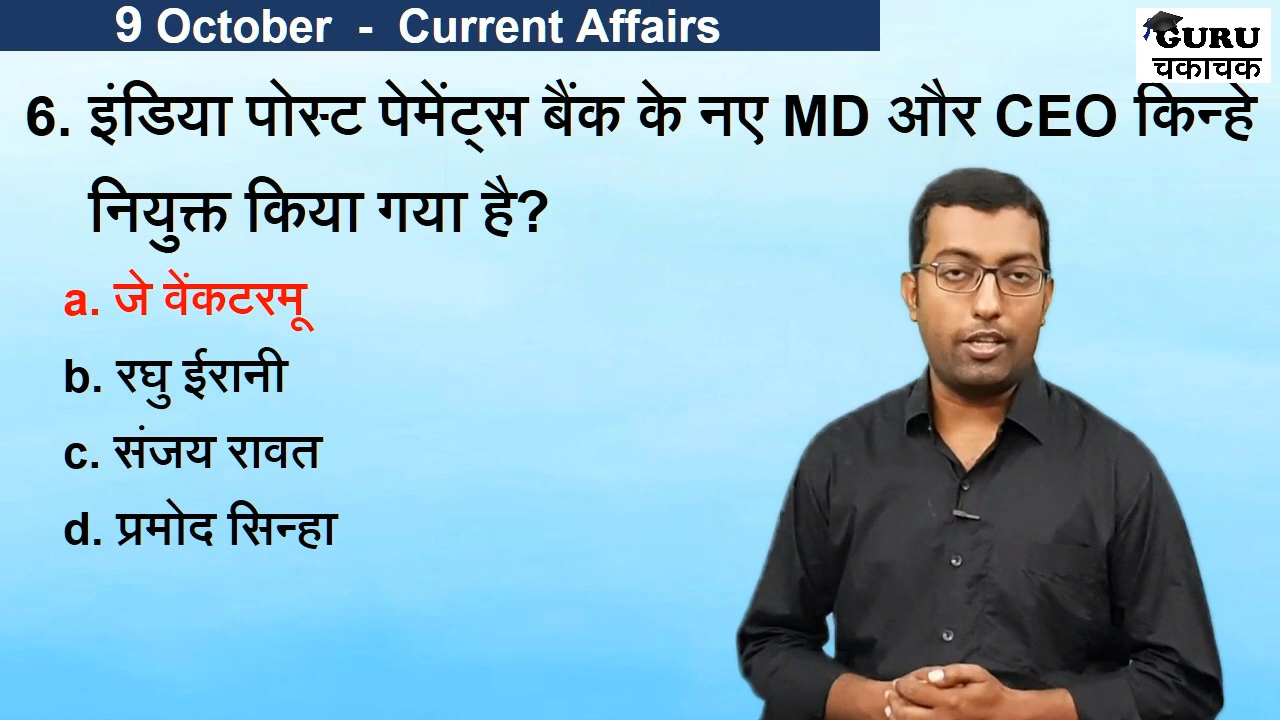 9 October - Current Affairs
GURU
चकाचक
6. इंडिया पोस्ट पेमेंट्स बैंक के नए MD और CEO किन्हे
नियुक्त किया गया है?
a. जे वेंकटरमू
b. रघु ईरानी
c. संजय रावत
d. प्रमोद सिन्हा